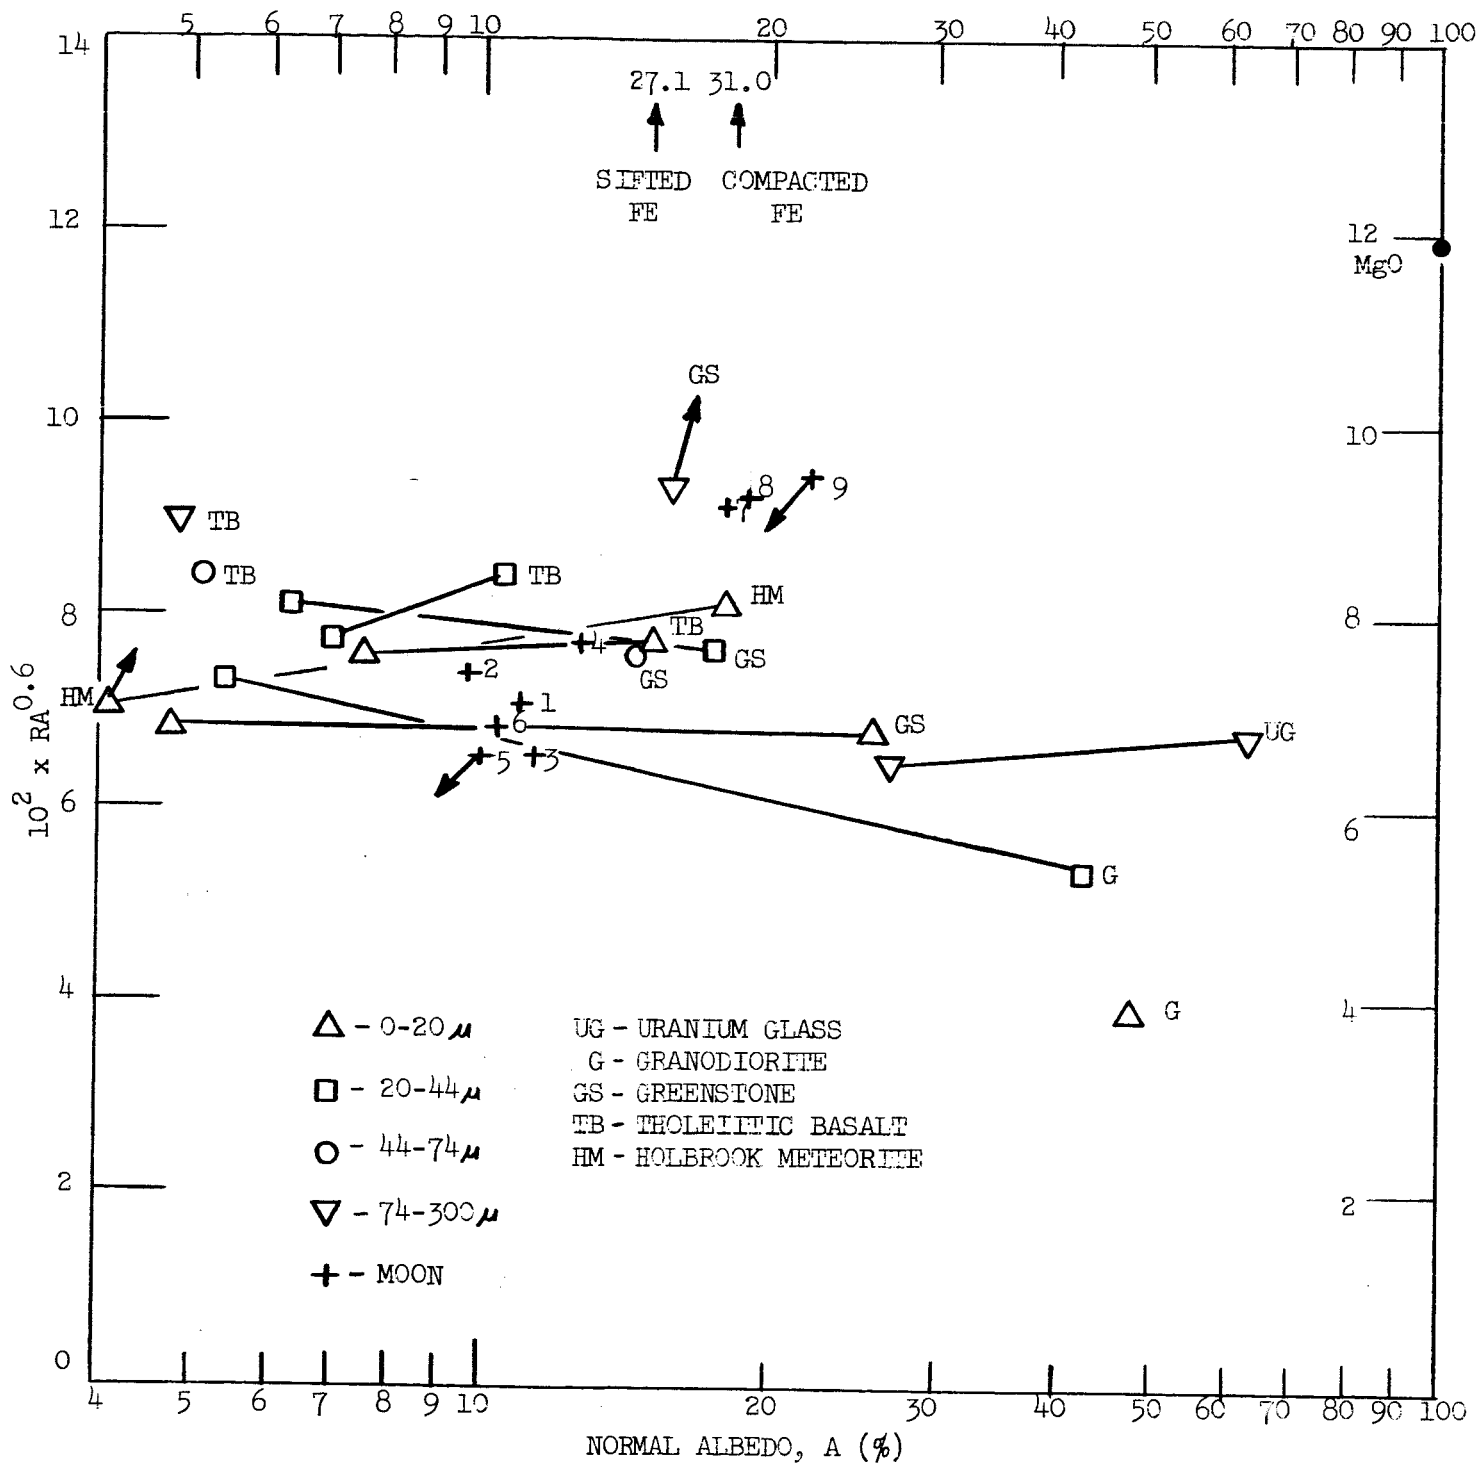 5 6 7 8 9 10 20 30 40 50 60 70 80 90 100
14
27.1 31.0
SIFTED COMPACTED
FE FE
12
12
MgO
GS
10
10
8
9
7
TB
TB
TB
HM
8
8
TB
4
GS
GS
2
HM
1
6
GS
UG
5
3
10² x RA0.6
6
6
G
4
4
G
△ - 0-20 μ
□ - 20-44 μ
○ - 44-74 μ
▽ - 74-300 μ
+ - MOON
UG - URANIUM GLASS
G - GRANODIORITE
GS - GREENSTONE
TB - THOLEIITIC BASALT
HM - HOLBROOK METEORITE
2
2
0
4 5 6 7 8 9 10 20 30 40 50 60 70 80 90 100
NORMAL ALBEDO, A (%)